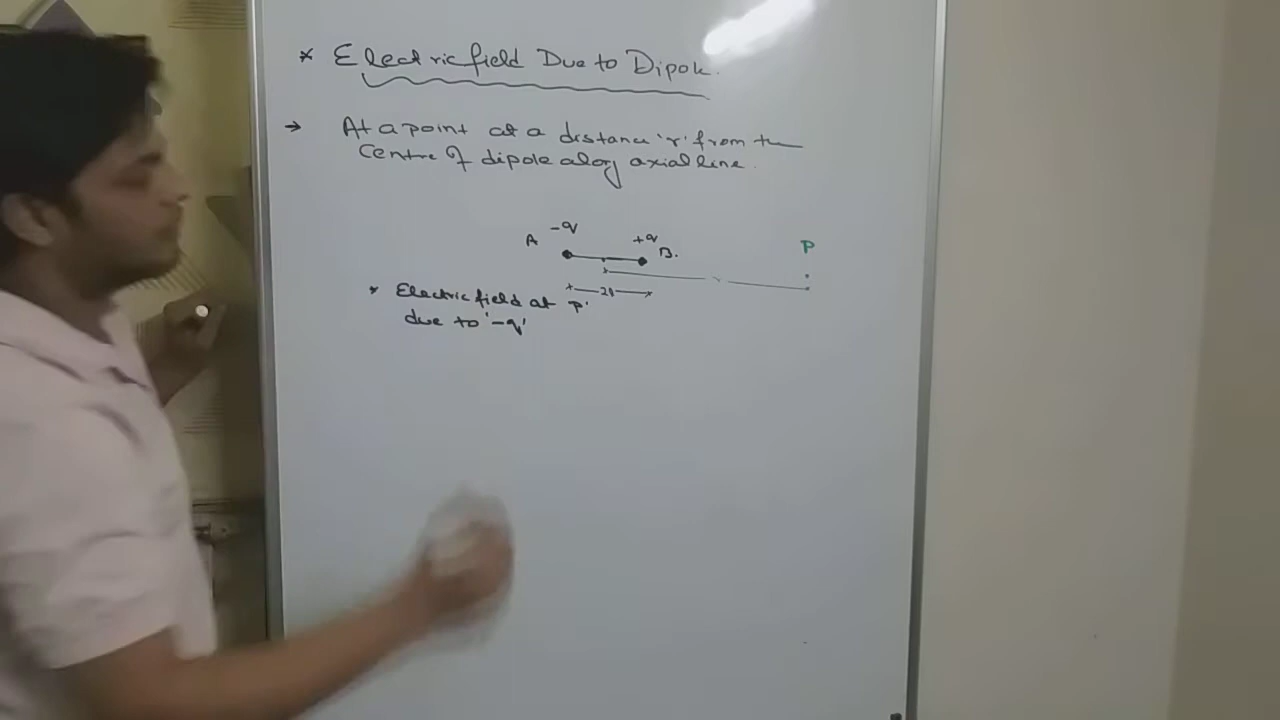 * Electric field Due to Dipole.
→ At a point at a distance 'r' from the
Centre of dipole along axial line.
-q
A
+q
B.
P
2l
* Electric field at 'P'
due to '-q'